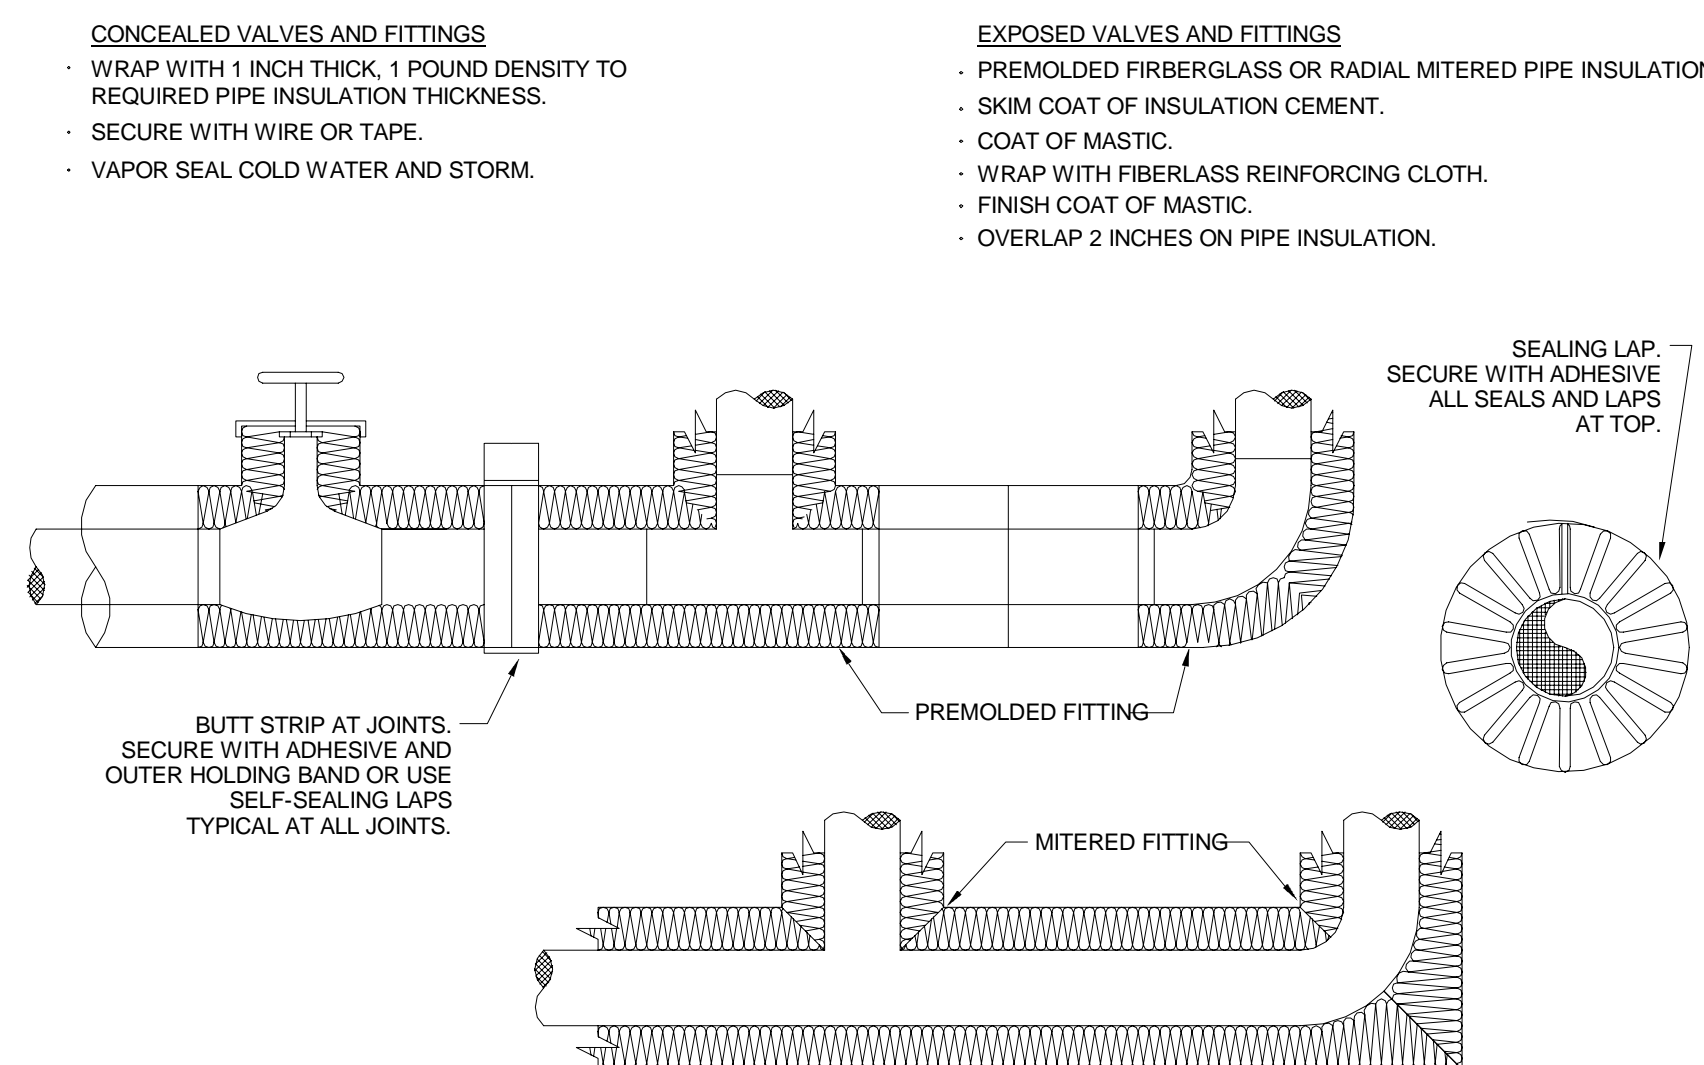 CONCEALED VALVES AND FITTINGS
· WRAP WITH 1 INCH THICK, 1 POUND DENSITY TO
REQUIRED PIPE INSULATION THICKNESS.
· SECURE WITH WIRE OR TAPE.
· VAPOR SEAL COLD WATER AND STORM.
EXPOSED VALVES AND FITTINGS
· PREMOLDED FIRBERGLASS OR RADIAL MITERED PIPE INSULATION
· SKIM COAT OF INSULATION CEMENT.
· COAT OF MASTIC.
· WRAP WITH FIBERLASS REINFORCING CLOTH.
· FINISH COAT OF MASTIC.
· OVERLAP 2 INCHES ON PIPE INSULATION.
SEALING LAP.
SECURE WITH ADHESIVE
ALL SEALS AND LAPS
AT TOP.
BUTT STRIP AT JOINTS.
SECURE WITH ADHESIVE AND
OUTER HOLDING BAND OR USE
SELF-SEALING LAPS
TYPICAL AT ALL JOINTS.
PREMOLDED FITTING
MITERED FITTING